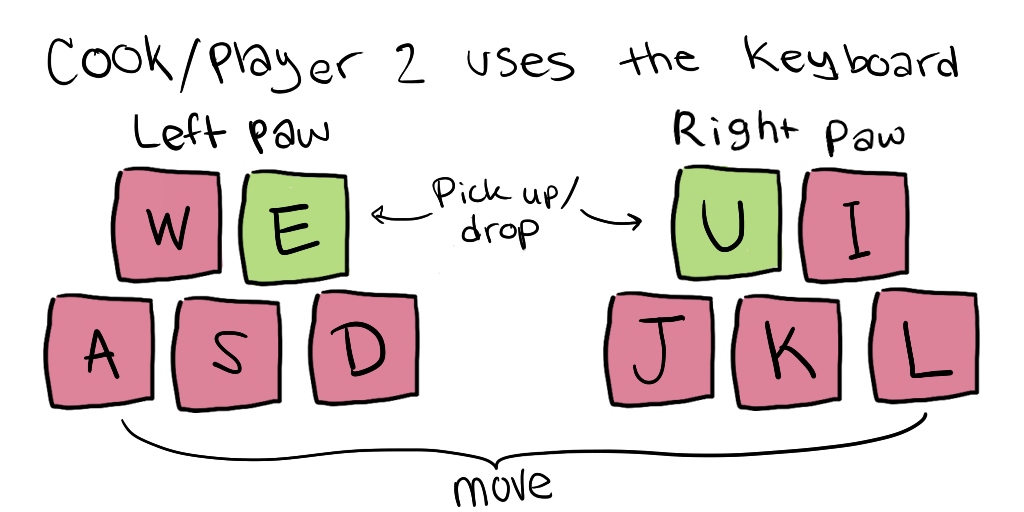 Cook/Player 2 uses the Keyboard
Left paw
Right Paw
W E
Pick up/
drop
U I
A S D
J K L
move